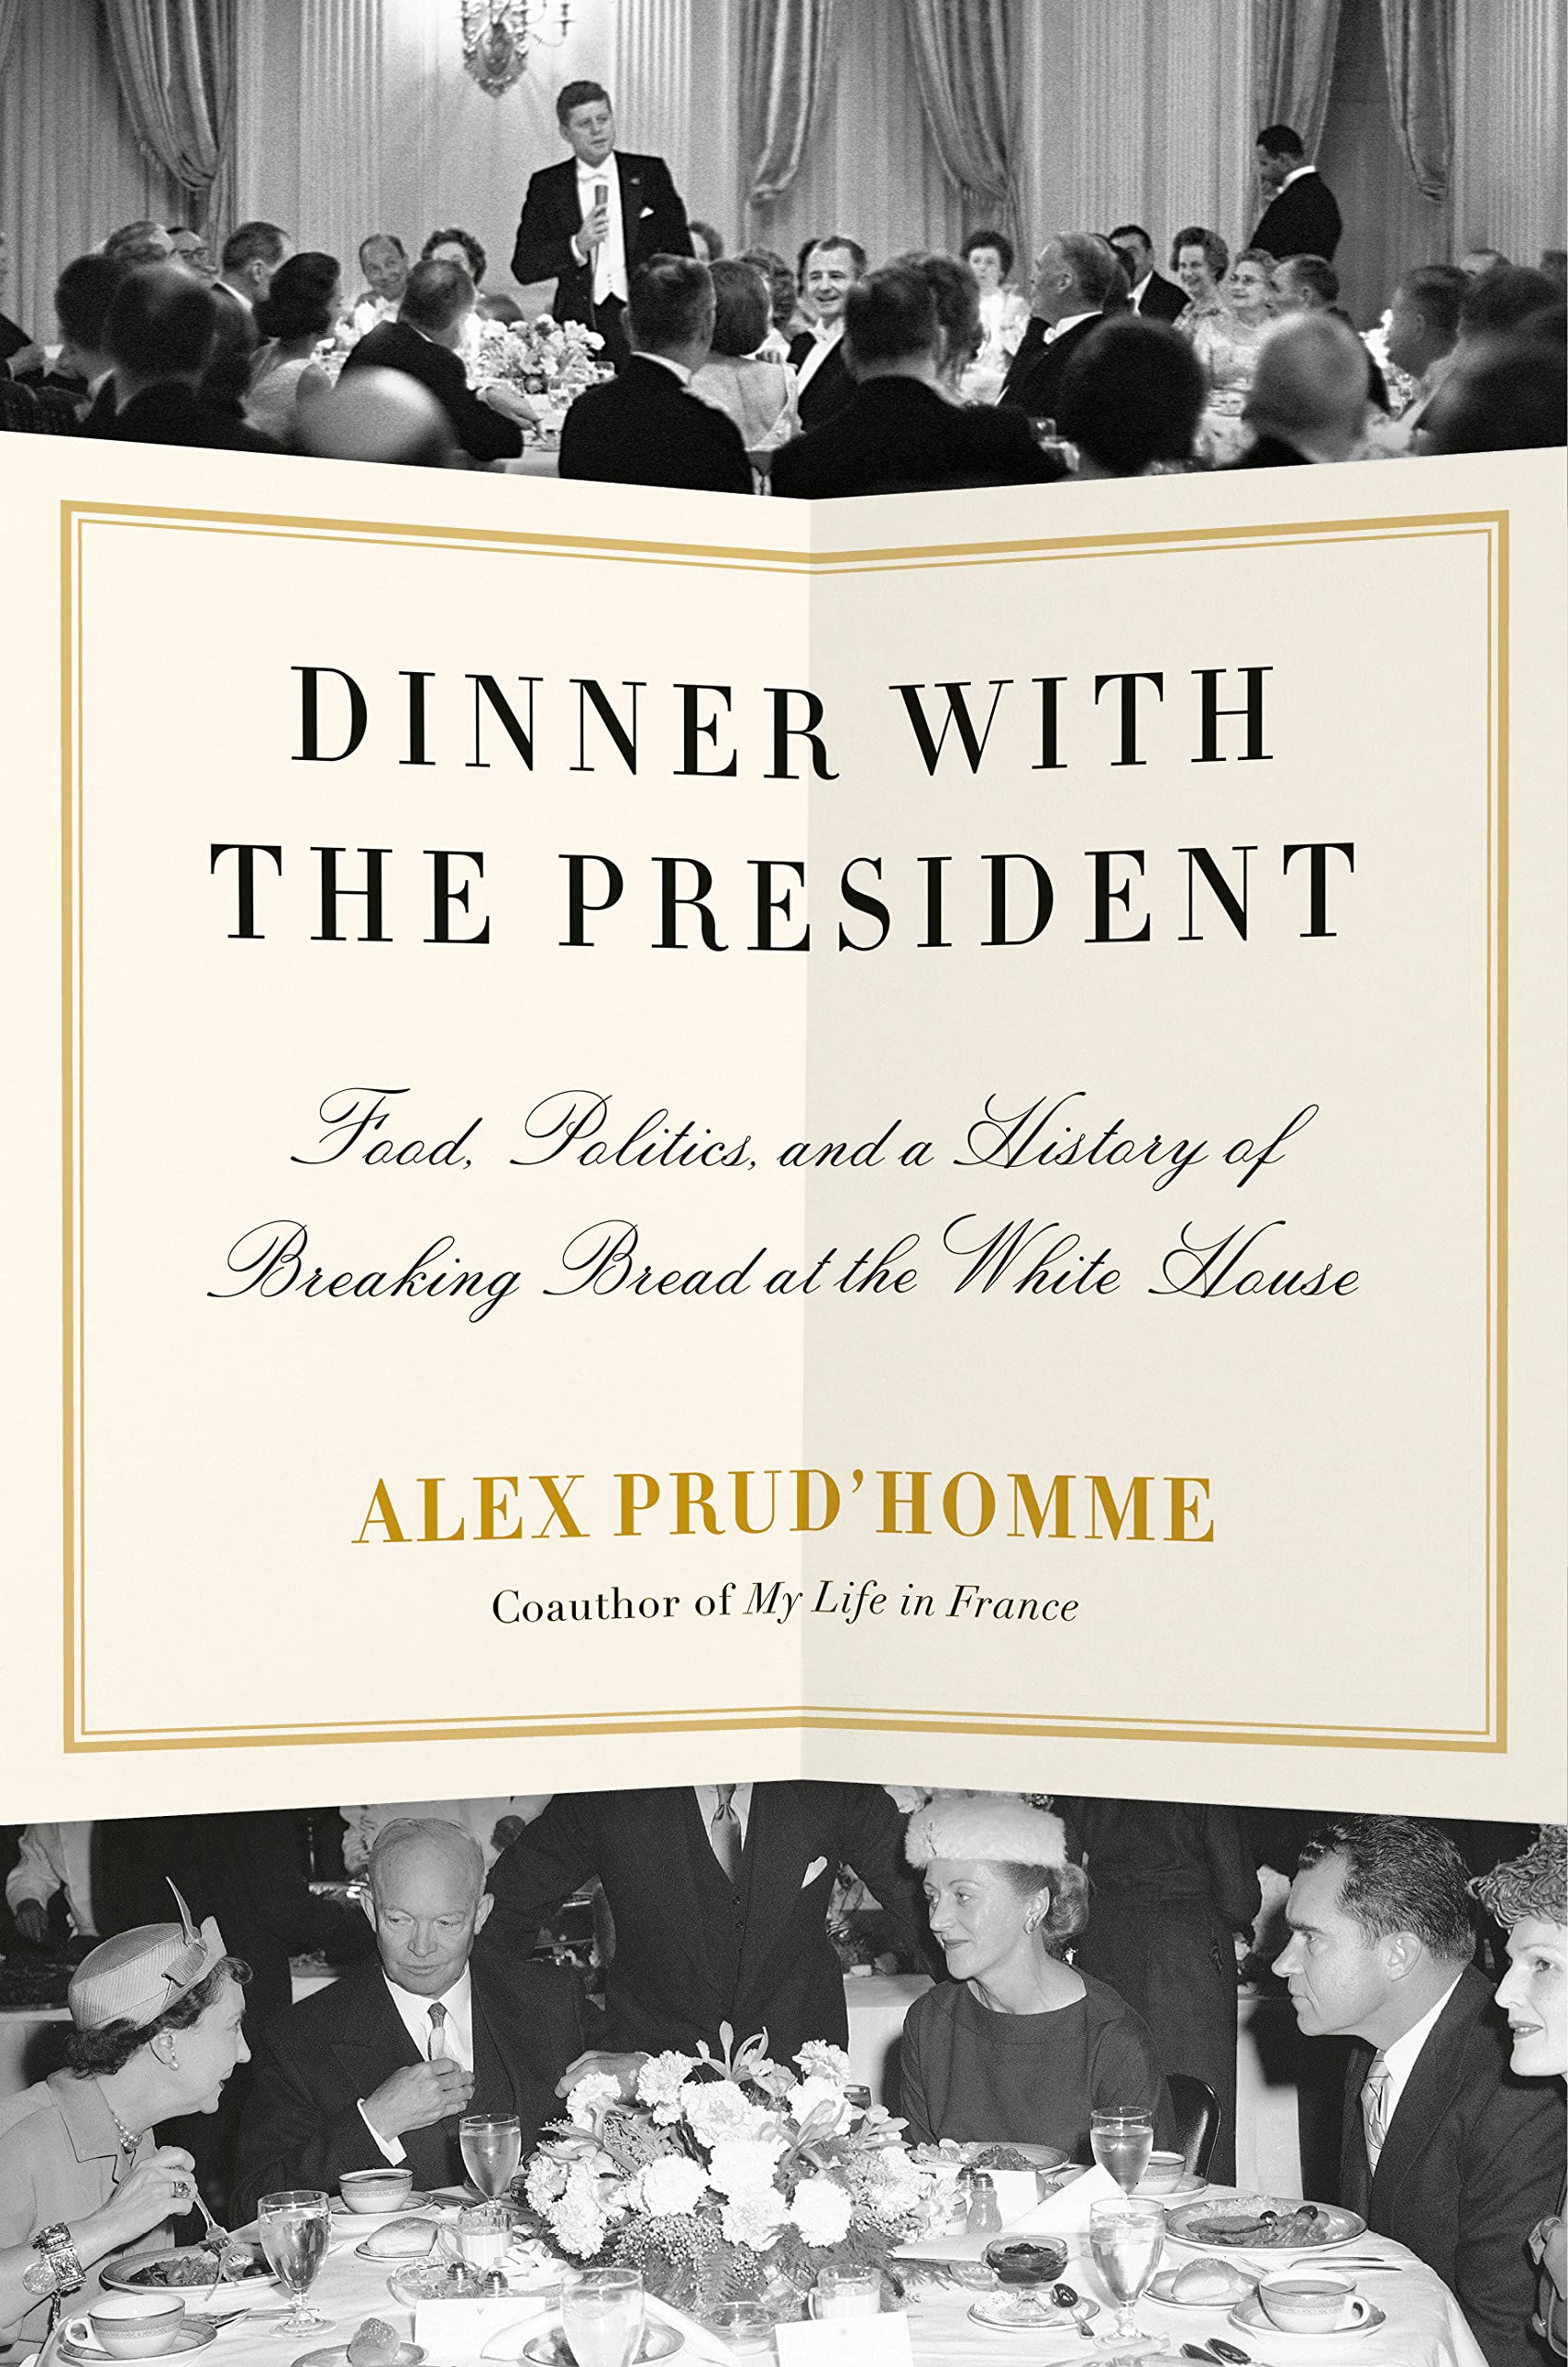 DINNER WITH
THE PRESIDENT
Food, Politics, and a History of
Breaking Bread at the White House
ALEX PRUD’HOMME
Coauthor of My Life in France